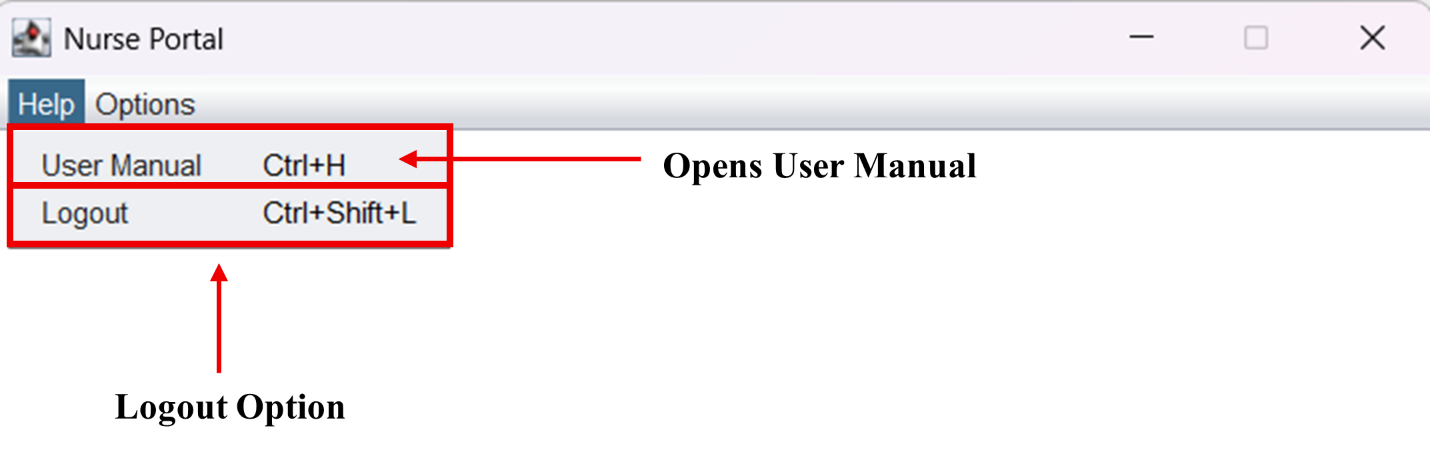 Nurse Portal
Help Options
User Manual Ctrl+H
Opens User Manual
Logout Ctrl+Shift+L
Logout Option